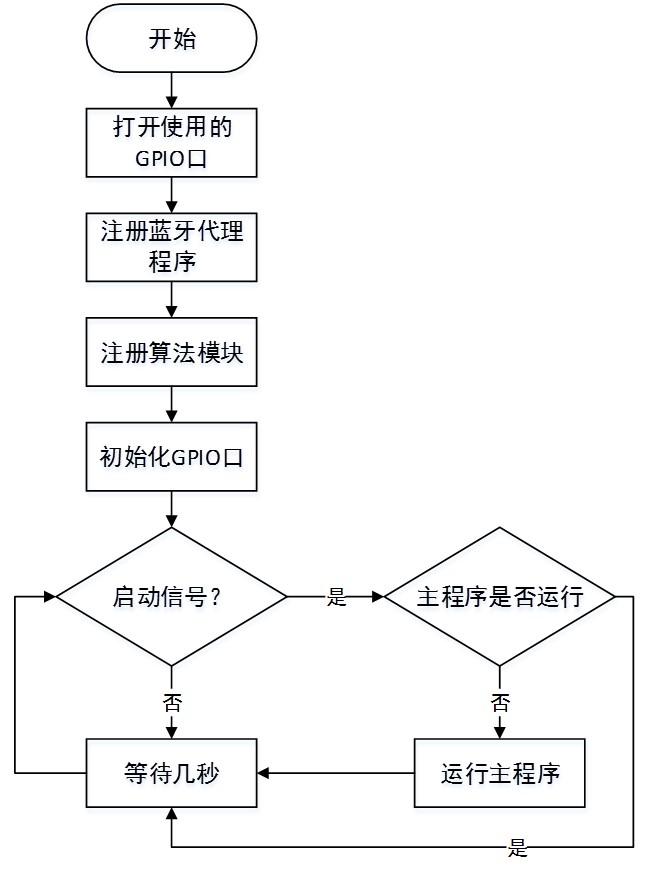 开始
打开使用的
GPIO口
注册蓝牙代理
程序
注册算法模块
初始化GPIO口
启动信号?
是
主程序是否运行
否
否
等待几秒
运行主程序
是